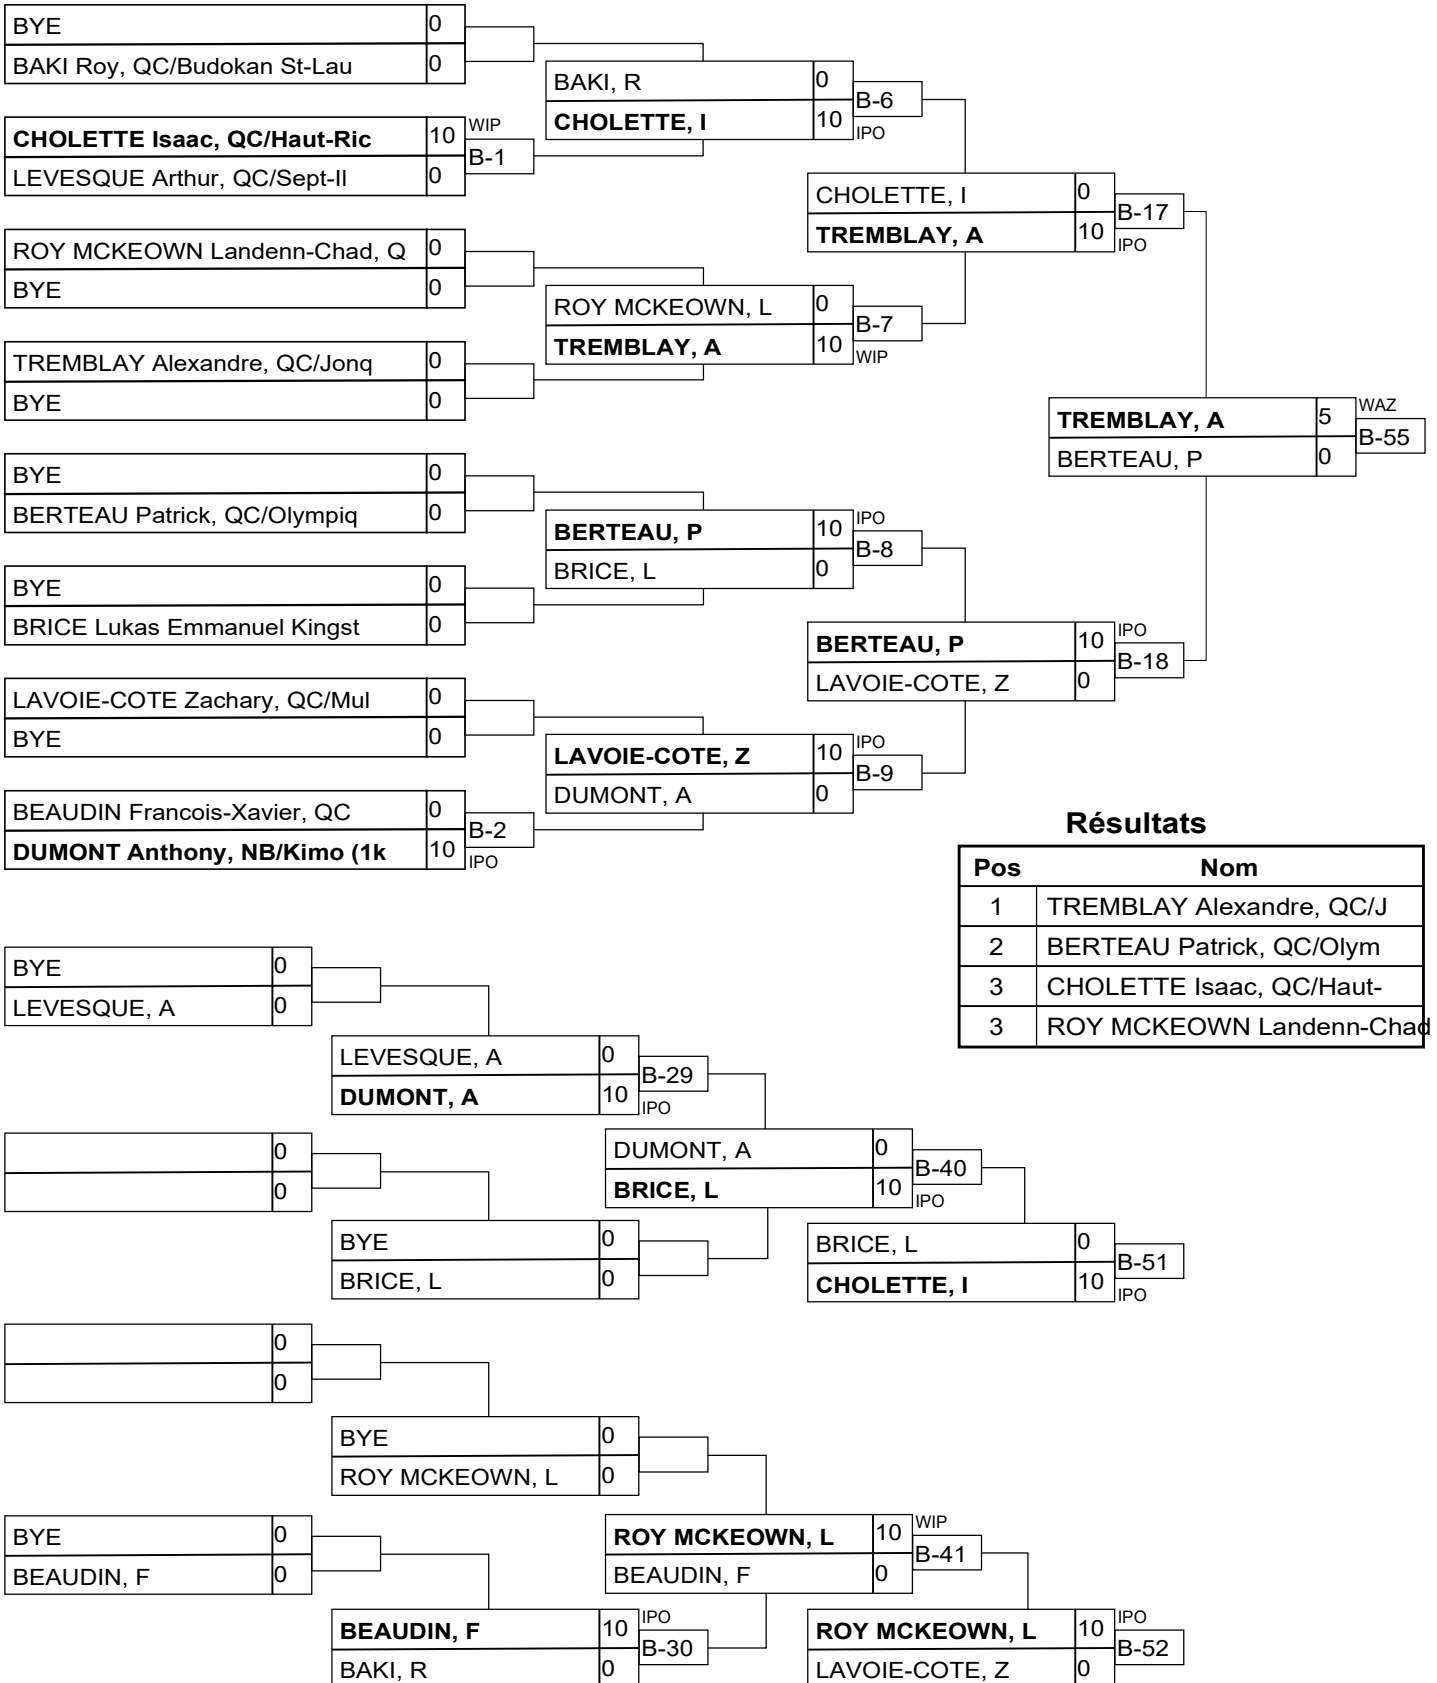 BYE 0
BAKI Roy, QC/Budokan St-Lau 0
BAKI, R 0
B-6
CHOLETTE, I 10
IPO
CHOLETTE Isaac, QC/Haut-Ric 10 WIP
B-1
LEVESQUE Arthur, QC/Sept-Il 0
CHOLETTE, I 0
B-17
TREMBLAY, A 10
IPO
ROY MCKEOWN Landenn-Chad, Q 0
BYE 0
ROY MCKEOWN, L 0
B-7
TREMBLAY, A 10
WIP
TREMBLAY Alexandre, QC/Jonq 0
BYE 0
TREMBLAY, A 5 WAZ
B-55
BERTEAU, P 0
BYE 0
BERTEAU Patrick, QC/Olympiq 0
BERTEAU, P 10 IPO
B-8
BRICE, L 0
BYE 0
BRICE Lukas Emmanuel Kingst 0
BERTEAU, P 10 IPO
B-18
LAVOIE-COTE, Z 0
LAVOIE-COTE Zachary, QC/Mul 0
BYE 0
LAVOIE-COTE, Z 10 IPO
B-9
DUMONT, A 0
BEAUDIN Francois-Xavier, QC 0
B-2
DUMONT Anthony, NB/Kimo (1k 10
IPO
Résultats
Pos Nom
1 TREMBLAY Alexandre, QC/J
2 BERTEAU Patrick, QC/Olym
3 CHOLETTE Isaac, QC/Haut-
3 ROY MCKEOWN Landenn-Chad
BYE 0
LEVESQUE, A 0
LEVESQUE, A 0
B-29
DUMONT, A 10
IPO
0
0
DUMONT, A 0
B-40
BRICE, L 10
IPO
BYE 0
BRICE, L 0
BRICE, L 0
B-51
CHOLETTE, I 10
IPO
0
0
BYE 0
ROY MCKEOWN, L 0
BYE 0
BEAUDIN, F 0
ROY MCKEOWN, L 10 WIP
B-41
BEAUDIN, F 0
BEAUDIN, F 10 IPO
B-30
BAKI, R 0
ROY MCKEOWN, L 10 IPO
B-52
LAVOIE-COTE, Z 0